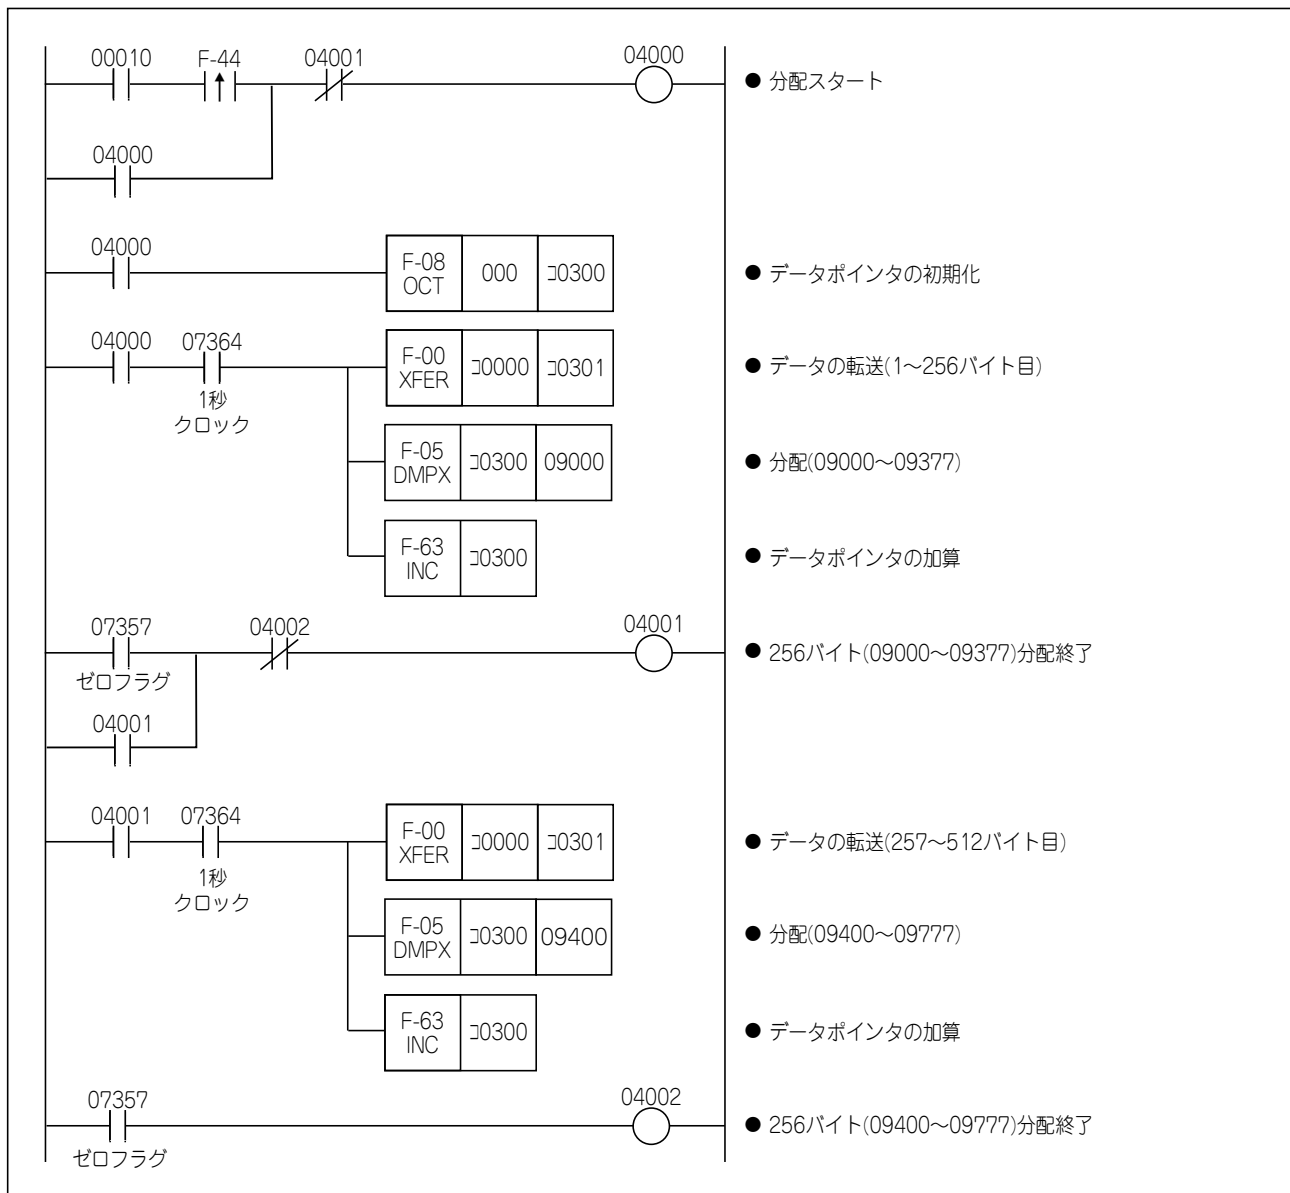 00010 F-44 04001 04000
● 分配スタート
04000
04000
F-08 OCT 000 コ0300
● データポインタの初期化
04000 07364
1秒
クロック
F-00 XFER コ0000 コ0301
● データの転送(1～256バイト目)
F-05 DMPX コ0300 09000
● 分配(09000～09377)
F-63 INC コ0300
● データポインタの加算
07357 04002 04001
ゼロフラグ
● 256バイト(09000～09377)分配終了
04001
04001 07364
1秒
クロック
F-00 XFER コ0000 コ0301
● データの転送(257～512バイト目)
F-05 DMPX コ0300 09400
● 分配(09400～09777)
F-63 INC コ0300
● データポインタの加算
07357 04002
ゼロフラグ
● 256バイト(09400～09777)分配終了